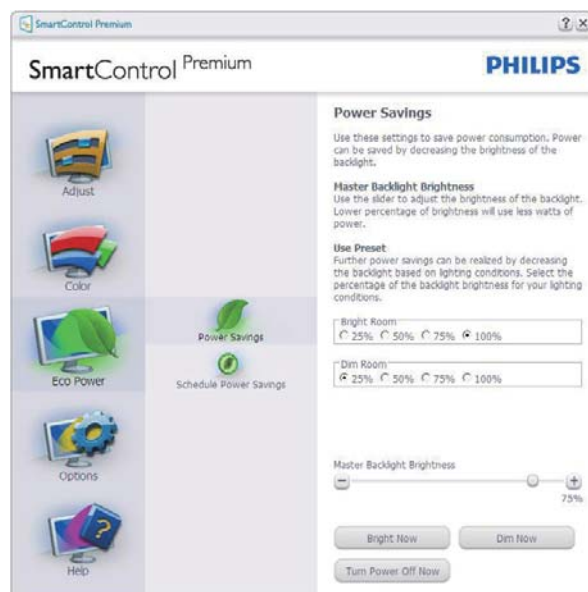 SmartControl Premium
SmartControl Premium
PHILIPS
Adjust
Color
Eco Power
Options
Help
Power Savings
Schedule Power Savings
Power Savings
Use these settings to save power consumption. Power
can be saved by decreasing the brightness of the
backlight.
Master Backlight Brightness
Use the slider to adjust the brightness of the backlight.
Lower percentage of brightness will use less watts of
power.
Use Preset
Further power savings can be realized by decreasing
the backlight based on lighting conditions. Select the
percentage of the backlight brightness for your lighting
conditions.
Bright Room
25% 50% 75% 100%
Dim Room
25% 50% 75% 100%
Master Backlight Brightness
75%
Bright Now
Dim Now
Turn Power Off Now